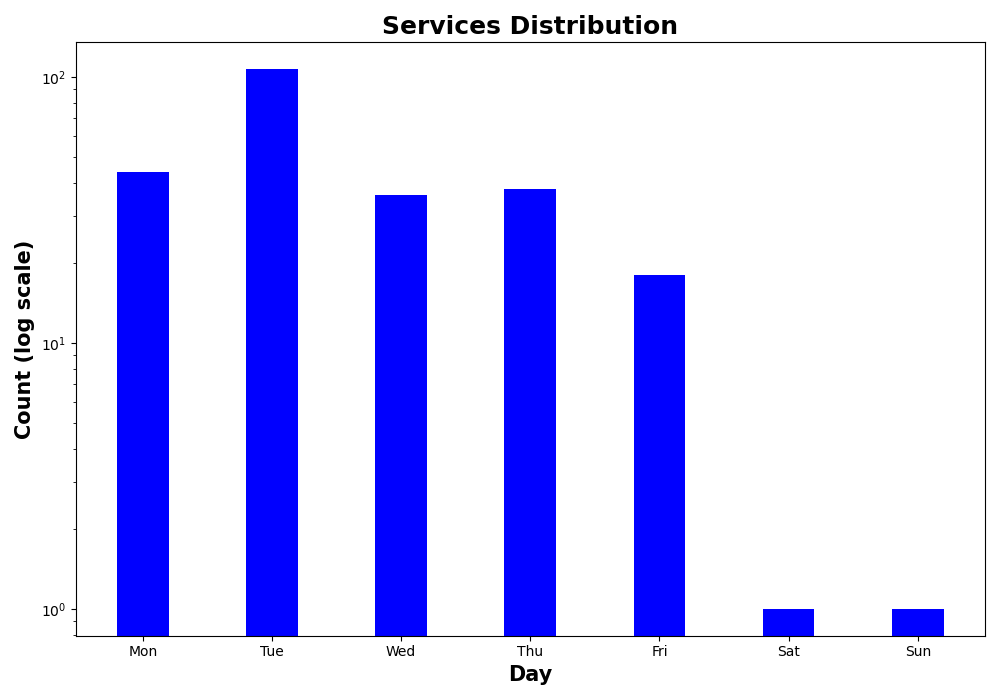 Services Distribution
Count (log scale)
10²
10¹
10⁰
Mon Tue Wed Thu Fri Sat Sun
Day